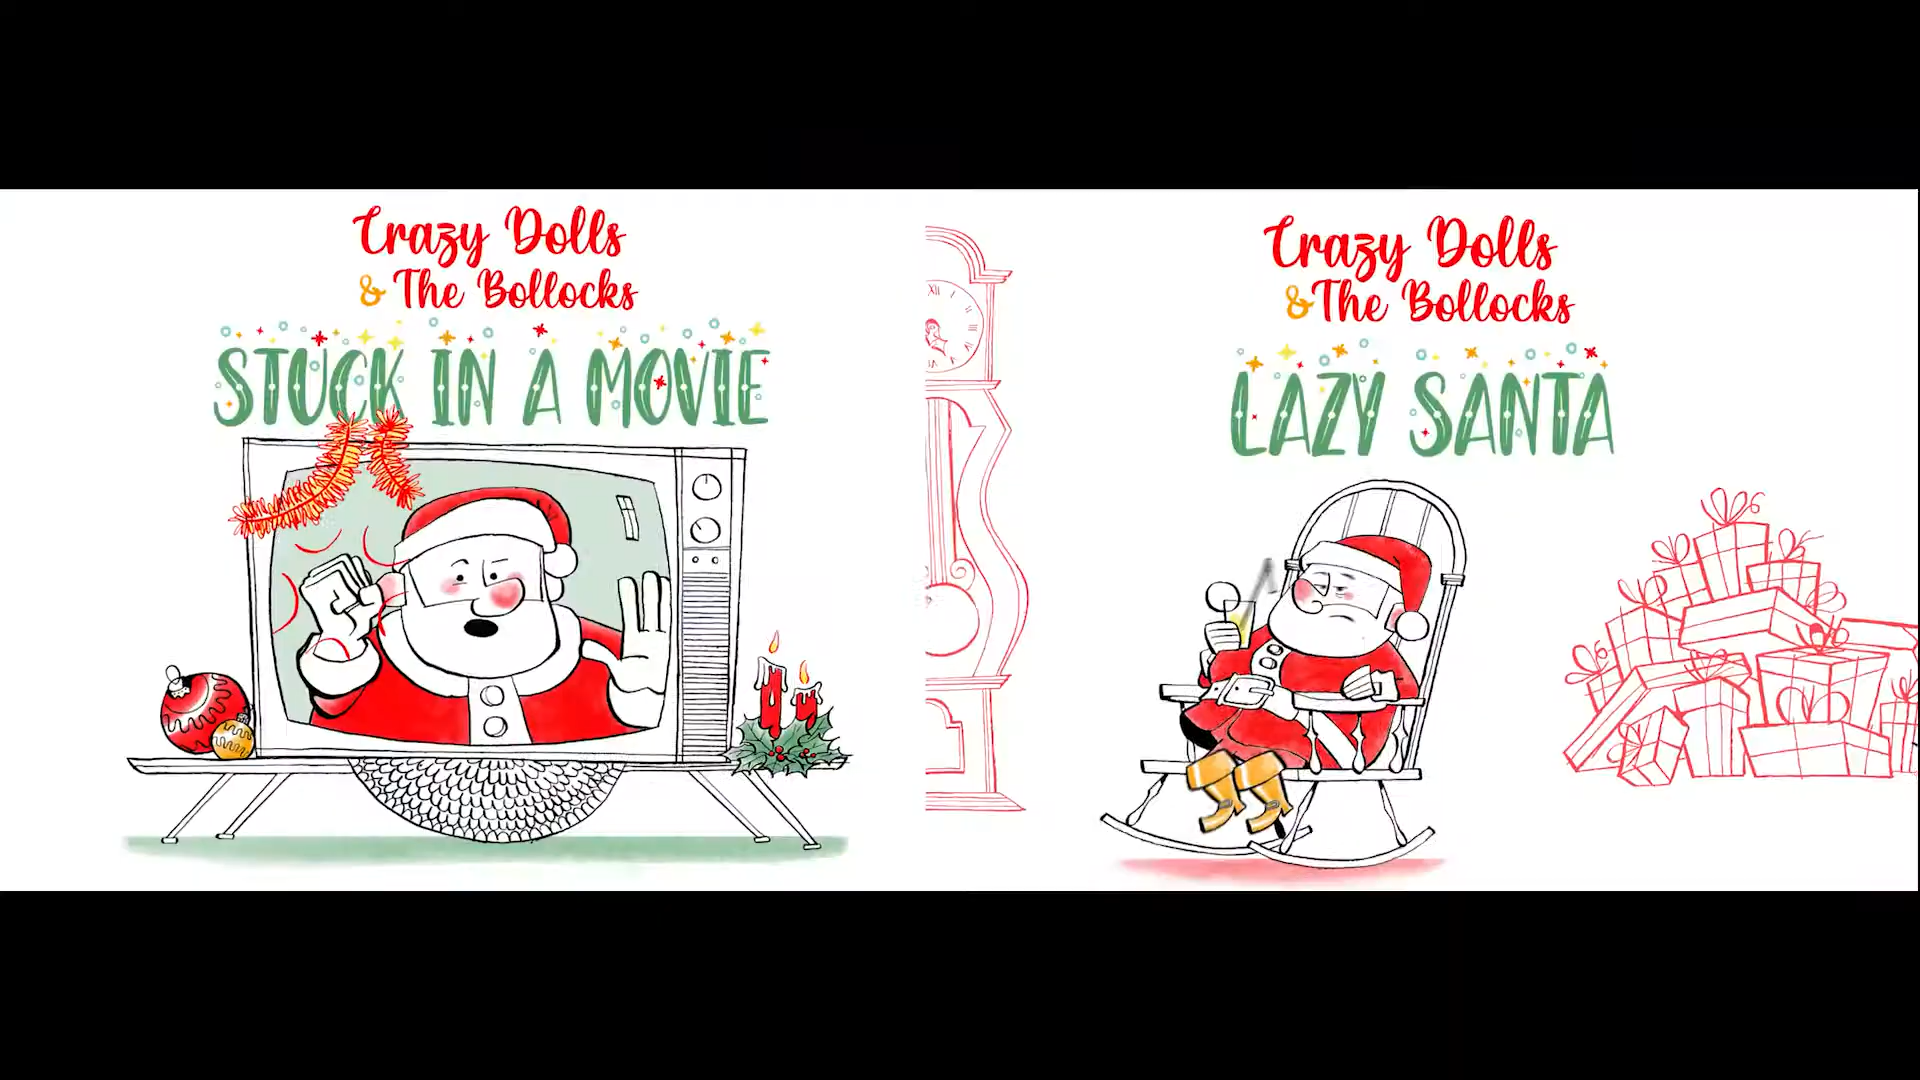 Crazy Dolls
& The Bollocks
STUCK IN A MOVIE
Crazy Dolls
& The Bollocks
LAZY SANTA